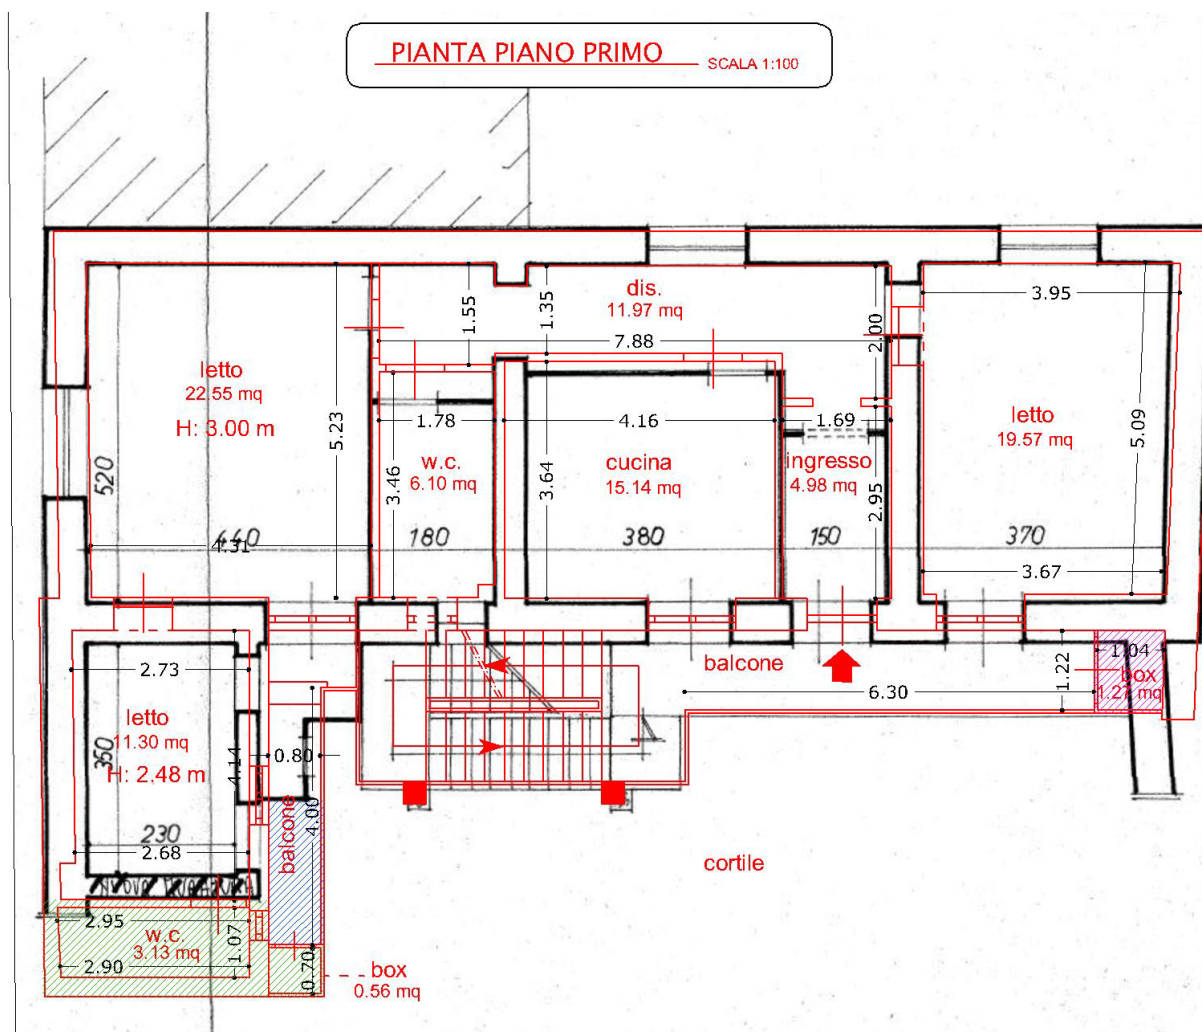 PIANTA PIANO PRIMO
SCALA 1:100
3.95
dis.
11.97 mq
7.88
1.55
1.35
2.00
letto
22.55 mq
H: 3.00 m
5.23
520
440
4.31
1.78
w.c.
6.10 mq
3.46
180
4.16
cucina
15.14 mq
3.64
380
1.69
ingresso
4.98 mq
2.95
150
letto
19.57 mq
5.09
370
3.67
2.73
letto
11.30 mq
H: 2.48 m
350
4.14
230
2.68
0.80
4.00
balcone
balcone
6.30
1.22
1.04
box
1.27 mq
cortile
NUOVA MURATURA
2.95
w.c.
3.13 mq
1.07
2.90
0.70
box
0.56 mq